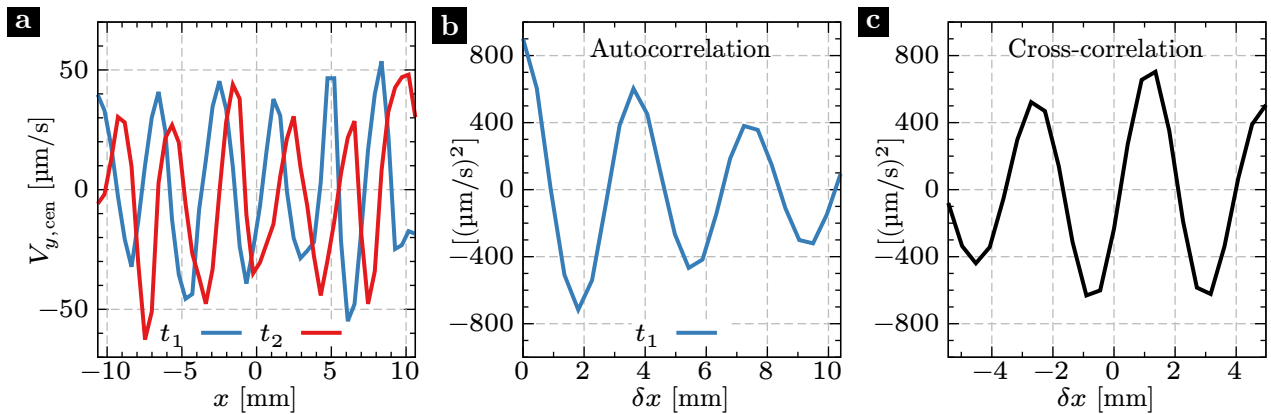 a
V_{y,cen} [µm/s]
50
0
−50
t_1
t_2
−10
−5
0
5
10
x [mm]
b
Autocorrelation
[(µm/s)^2]
800
400
0
−400
−800
t_1
0
2
4
6
8
10
δx [mm]
c
Cross-correlation
[(µm/s)^2]
800
400
0
−400
−800
−4
−2
0
2
4
δx [mm]